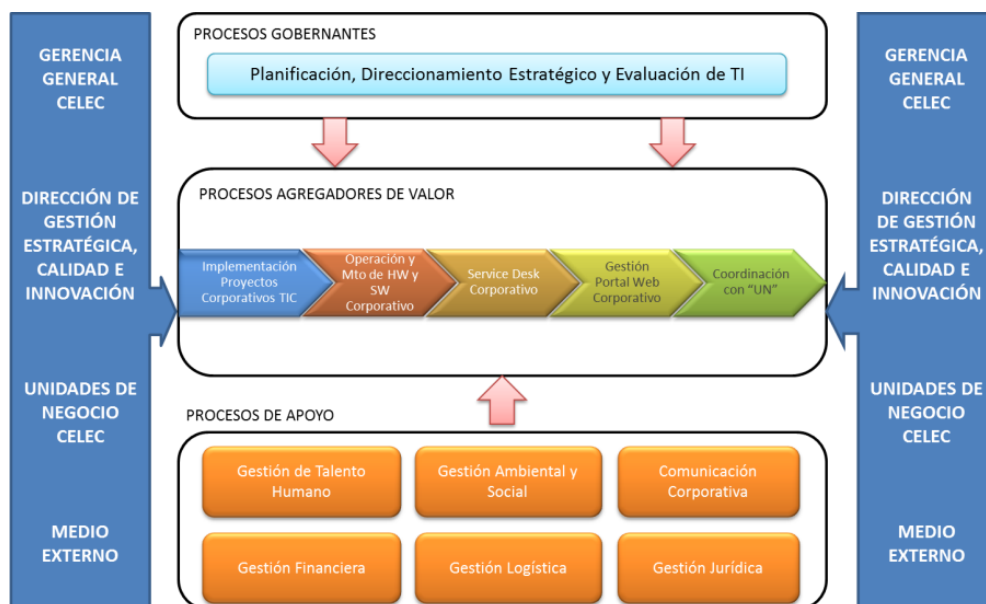 GERENCIA
GENERAL
CELEC
DIRECCIÓN DE
GESTIÓN
ESTRATÉGICA,
CALIDAD E
INNOVACIÓN
UNIDADES DE
NEGOCIO
CELEC
MEDIO
EXTERNO
PROCESOS GOBERNANTES
Planificación, Direccionamiento Estratégico y Evaluación de TI
PROCESOS AGREGADORES DE VALOR
Implementación
Proyectos
Corporativos TIC
Operación y
Mto de HW y
SW
Corporativo
Service Desk
Corporativo
Gestión
Portal Web
Corporativo
Coordinación
con "UN"
PROCESOS DE APOYO
Gestión de Talento
Humano
Gestión Ambiental y
Social
Comunicación
Corporativa
Gestión Financiera
Gestión Logística
Gestión Jurídica
GERENCIA
GENERAL
CELEC
DIRECCIÓN
DE GESTIÓN
ESTRATÉGICA,
CALIDAD E
INNOVACIÓN
UNIDADES DE
NEGOCIO
CELEC
MEDIO
EXTERNO